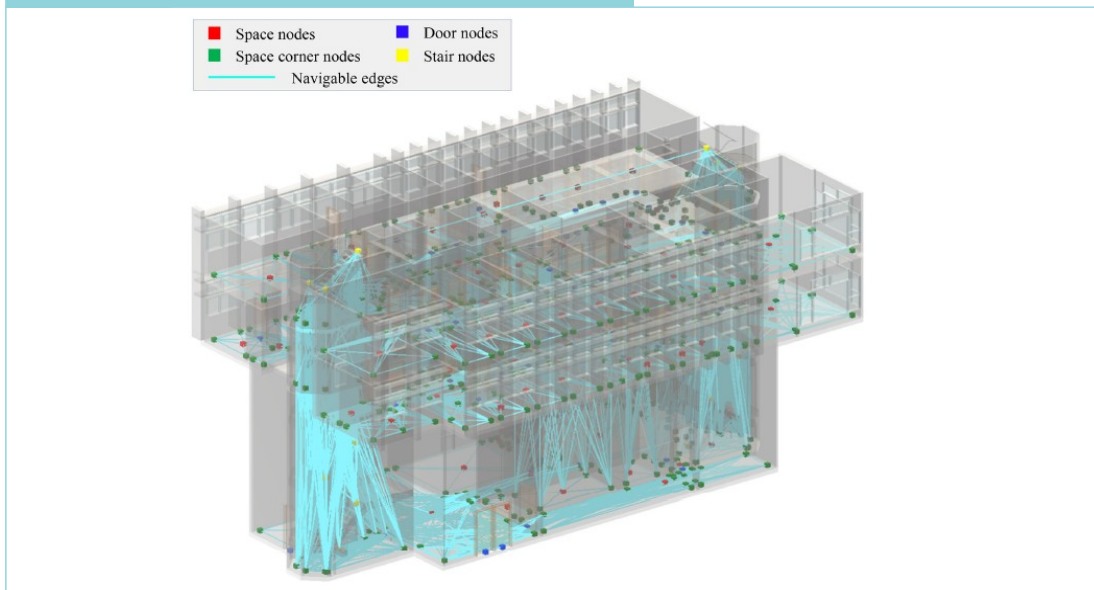 Space nodes Door nodes
Space corner nodes Stair nodes
Navigable edges